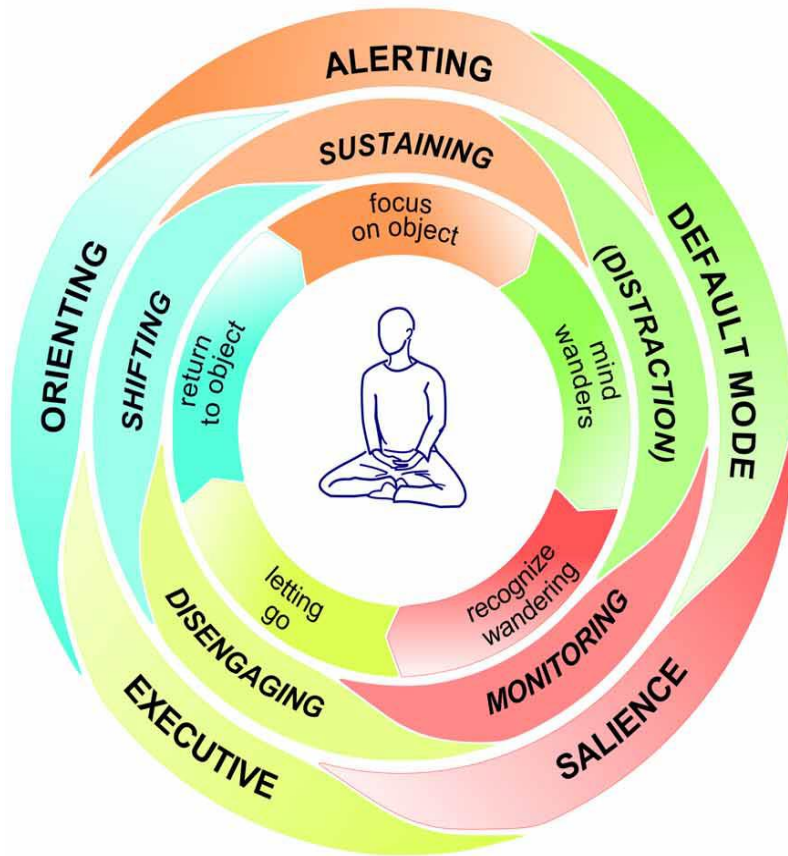 ALERTING
SUSTAINING
focus
on object
DEFAULT MODE
(DISTRACTION)
mind
wanders
SALIENCE
MONITORING
recognize
wandering
EXECUTIVE
DISENGAGING
letting
go
ORIENTING
SHIFTING
return
to object